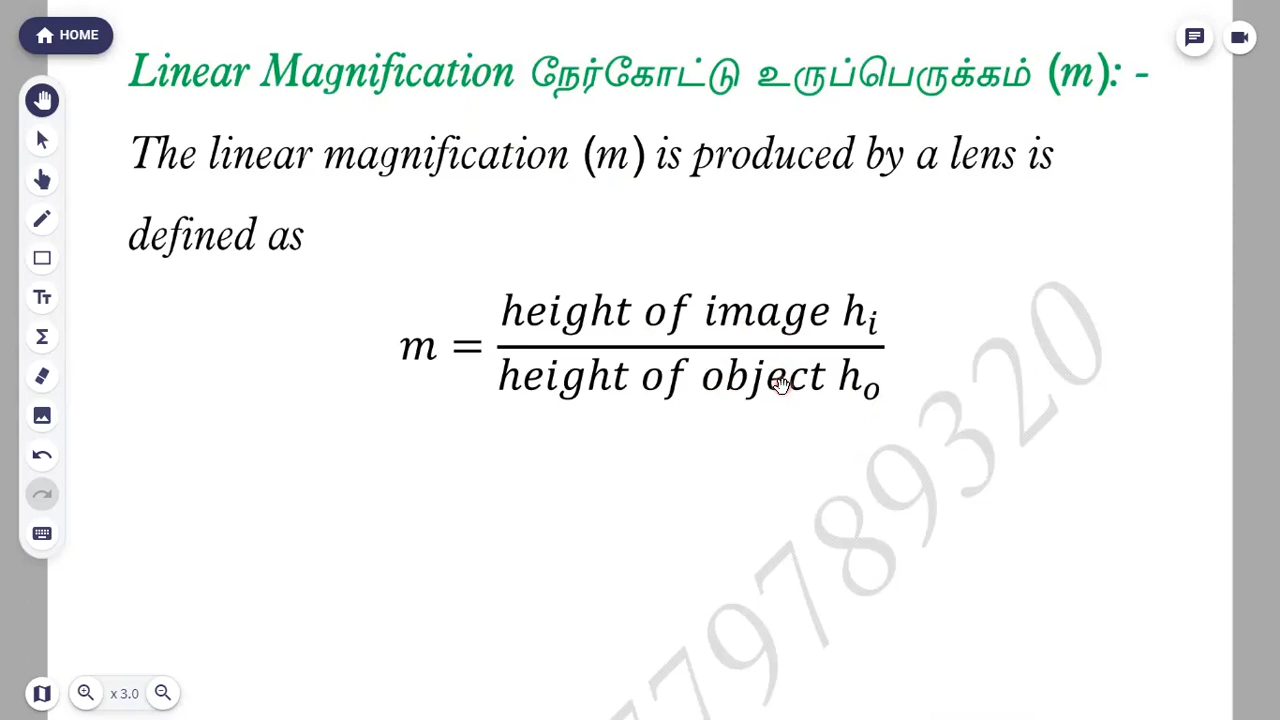 HOME
Linear Magnification நேர்கோட்டு உருப்பெருக்கம் (m): -
The linear magnification (m) is produced by a lens is
defined as
m = height of image hᵢ / height of object hₒ
79789320
x 3.0